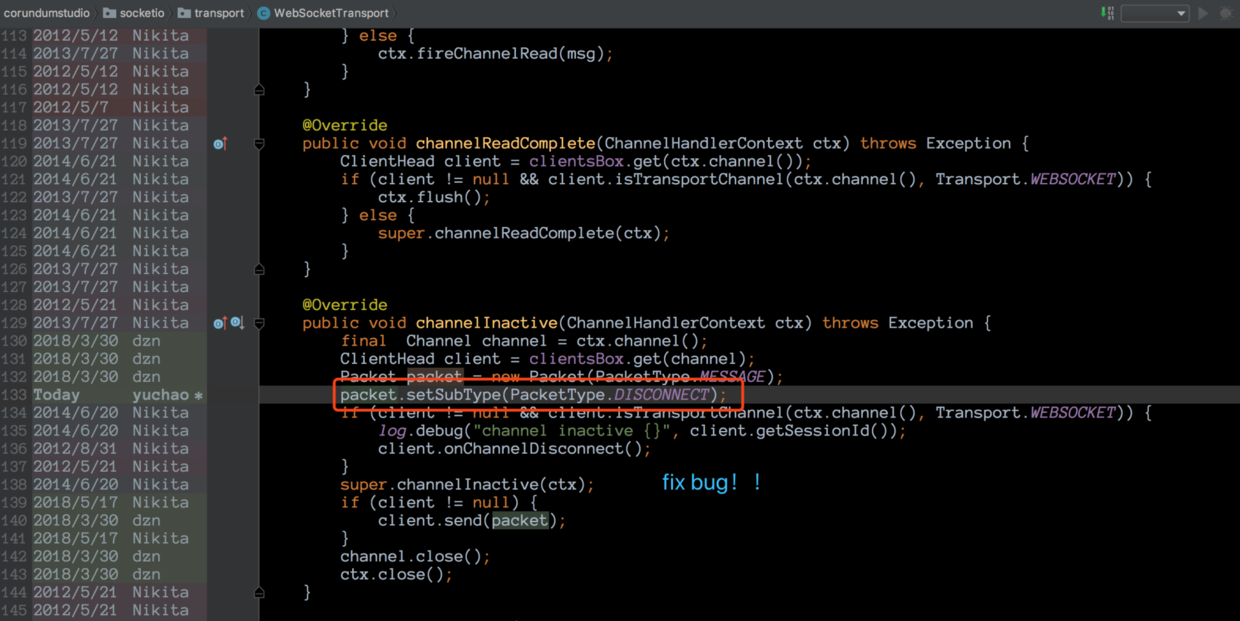 corundumstudio socketio transport WebSocketTransport
113 2012/5/12 Nikita } else {
114 2013/7/27 Nikita ctx.fireChannelRead(msg);
115 2012/5/12 Nikita }
116 2012/5/12 Nikita }
117 2012/5/7 Nikita
118 2013/7/27 Nikita @Override
119 2013/7/27 Nikita public void channelReadComplete(ChannelHandlerContext ctx) throws Exception {
120 2014/6/21 Nikita ClientHead client = clientsBox.get(ctx.channel());
121 2014/6/21 Nikita if (client != null && client.isTransportChannel(ctx.channel(), Transport.WEBSOCKET)) {
122 2013/7/27 Nikita ctx.flush();
123 2014/6/21 Nikita } else {
124 2014/6/21 Nikita super.channelReadComplete(ctx);
125 2014/6/21 Nikita }
126 2013/7/27 Nikita }
127 2013/7/27 Nikita
128 2012/5/21 Nikita @Override
129 2013/7/27 Nikita public void channelInactive(ChannelHandlerContext ctx) throws Exception {
130 2018/3/30 dzn final Channel channel = ctx.channel();
131 2018/3/30 dzn ClientHead client = clientsBox.get(channel);
132 2018/3/30 dzn Packet packet = new Packet(PacketType.MESSAGE);
133 Today yuchao * packet.setSubType(PacketType.DISCONNECT);
134 2014/6/20 Nikita if (client != null && client.isTransportChannel(ctx.channel(), Transport.WEBSOCKET)) {
135 2014/6/20 Nikita log.debug("channel inactive {}", client.getSessionId());
136 2012/8/31 Nikita client.onChannelDisconnect();
137 2012/5/21 Nikita }
138 2014/6/20 Nikita super.channelInactive(ctx); fix bug！！
139 2018/5/17 Nikita if (client != null) {
140 2018/3/30 dzn client.send(packet);
141 2018/5/17 Nikita }
142 2018/3/30 dzn channel.close();
143 2018/3/30 dzn ctx.close();
144 2012/5/21 Nikita }
145 2012/5/21 Nikita